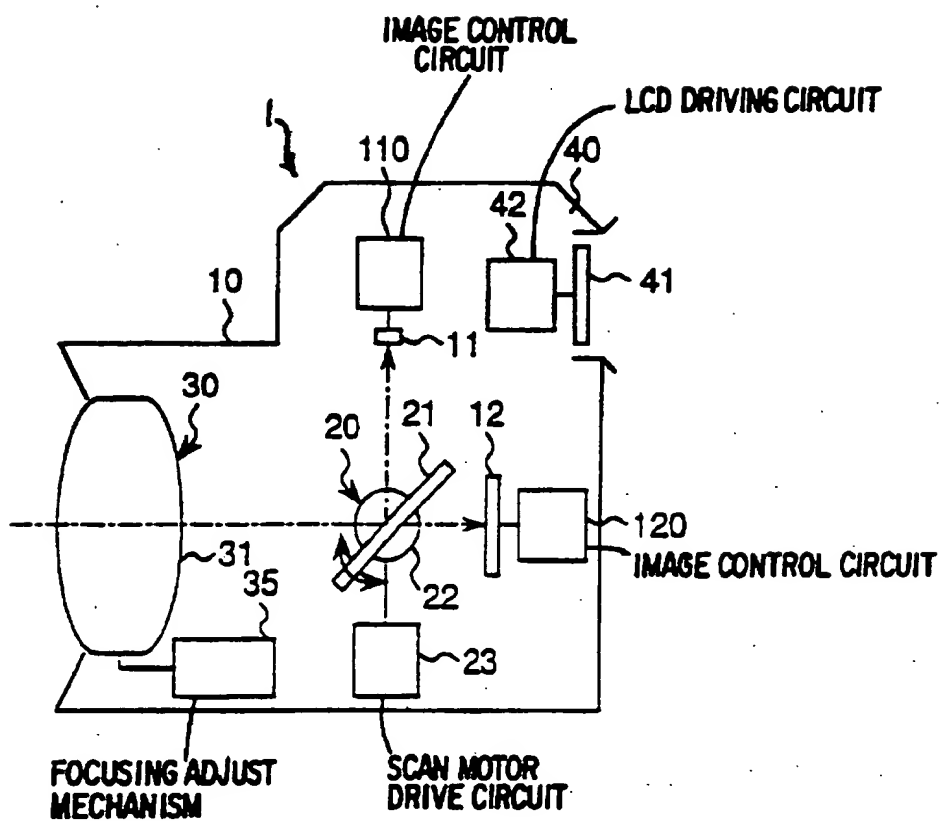 IMAGE CONTROL
CIRCUIT
LCD DRIVING CIRCUIT
1
110
40
42
41
10
11
30
21
12
20
120
IMAGE CONTROL CIRCUIT
31
22
35
23
FOCUSING ADJUST
MECHANISM
SCAN MOTOR
DRIVE CIRCUIT